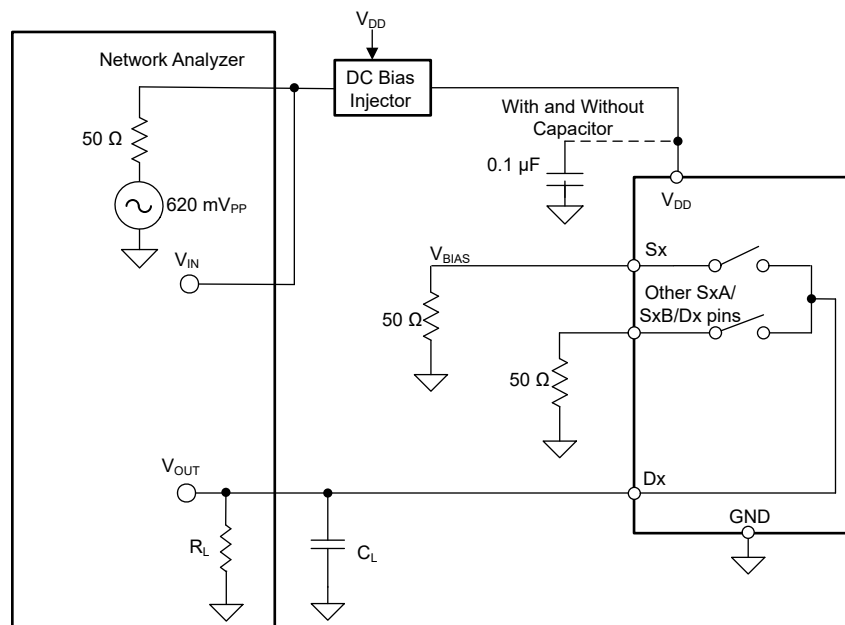 V_DD
Network Analyzer
DC Bias
Injector
With and Without
Capacitor
50 Ω
0.1 µF
620 mV_PP
V_DD
V_IN
V_BIAS
Sx
Other SxA/
SxB/Dx pins
50 Ω
50 Ω
V_OUT
Dx
GND
R_L
C_L